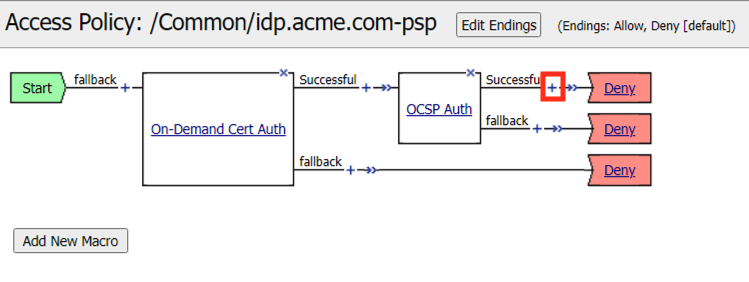 Access Policy: /Common/idp.acme.com-psp
Edit Endings
(Endings: Allow, Deny [default])
Start
fallback
+
On-Demand Cert Auth
Successful
+
OCSP Auth
Successfu
+
Deny
fallback
+
Deny
fallback
+
Deny
Add New Macro